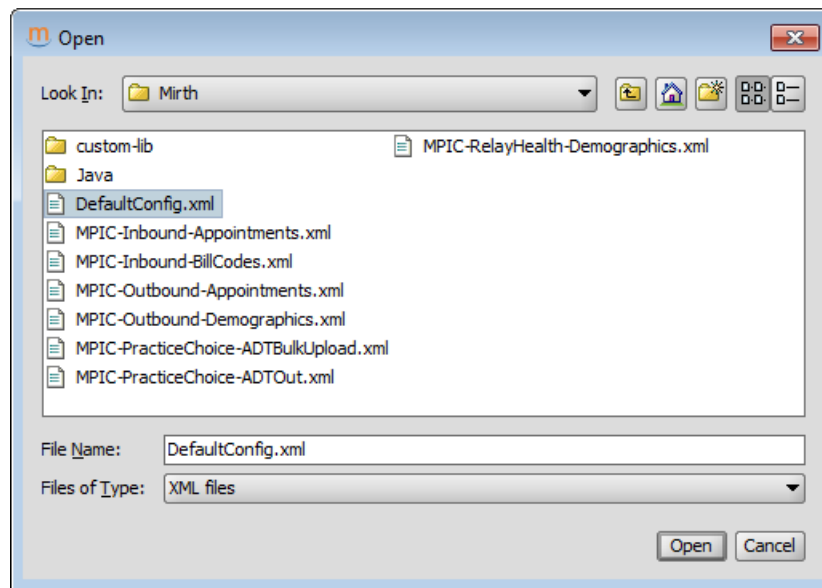 Open
Look In: Mirth
custom-lib
Java
DefaultConfig.xml
MPIC-Inbound-Appointments.xml
MPIC-Inbound-BillCodes.xml
MPIC-Outbound-Appointments.xml
MPIC-Outbound-Demographics.xml
MPIC-PracticeChoice-ADTBulkUpload.xml
MPIC-PracticeChoice-ADTOut.xml
MPIC-RelayHealth-Demographics.xml
File Name: DefaultConfig.xml
Files of Type: XML files
Open Cancel